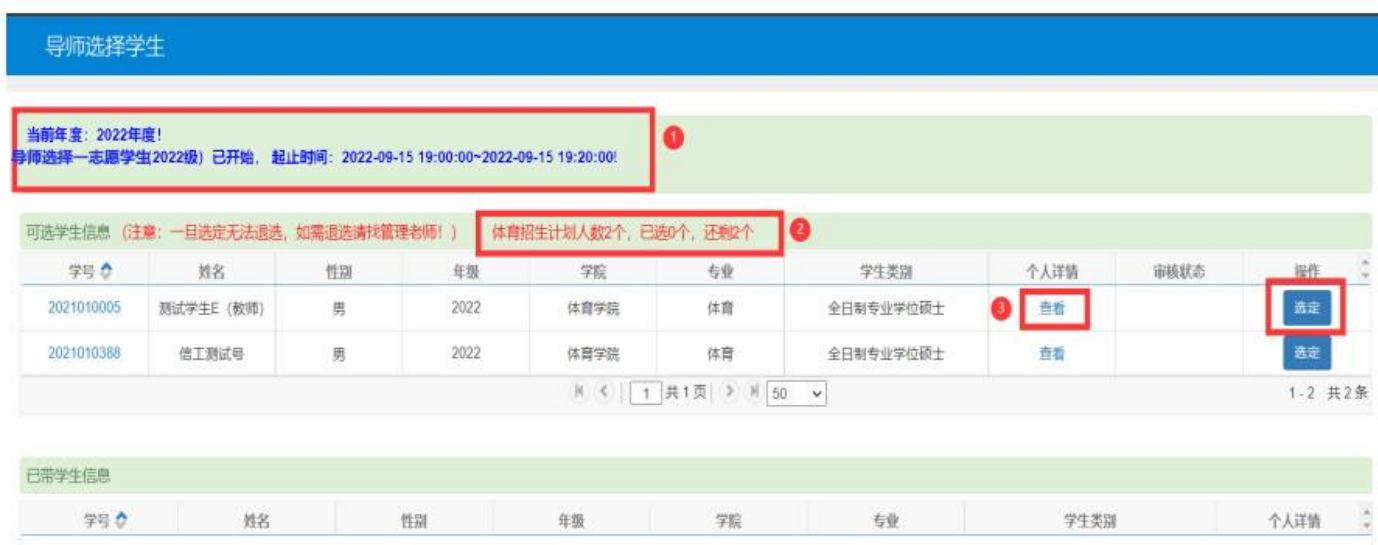 导师选择学生
当前年度：2022年度！
导师选择一志愿学生(2022级) 已开始， 起止时间：2022-09-15 19:00:00~2022-09-15 19:20:00!
1
可选学生信息 （注意：一旦选定无法退选，如需退选请找管理老师！） 体育招生计划人数2个，已选0个，还剩2个 2
学号 姓名 性别 年级 学院 专业 学生类别 个人详情 审核状态 操作
2021010005 测试学生E（教师） 男 2022 体育学院 体育 全日制专业学位硕士 3 查看 选定
2021010388 信工测试号 男 2022 体育学院 体育 全日制专业学位硕士 查看 选定
1 共1页 50 1-2 共2条
已带学生信息
学号 姓名 性别 年级 学院 专业 学生类别 个人详情